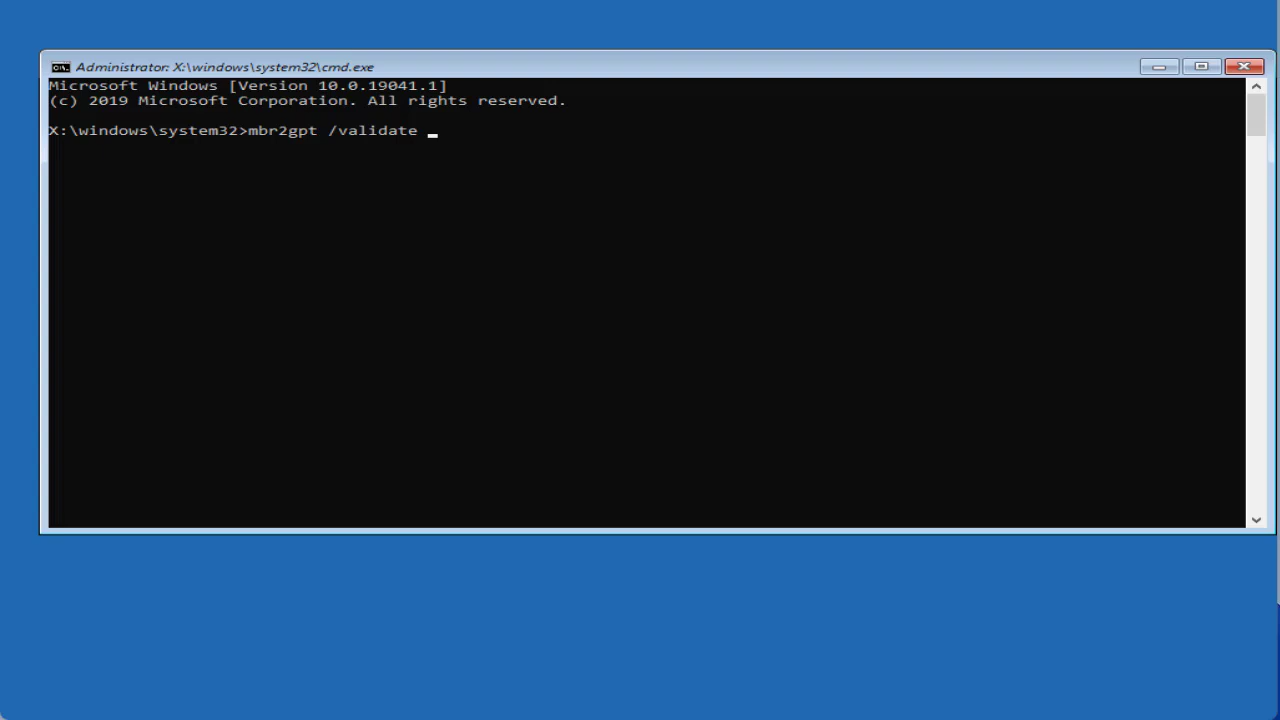 Administrator: X:\windows\system32\cmd.exe
Microsoft Windows [Version 10.0.19041.1]
(c) 2019 Microsoft Corporation. All rights reserved.
X:\windows\system32>mbr2gpt /validate _